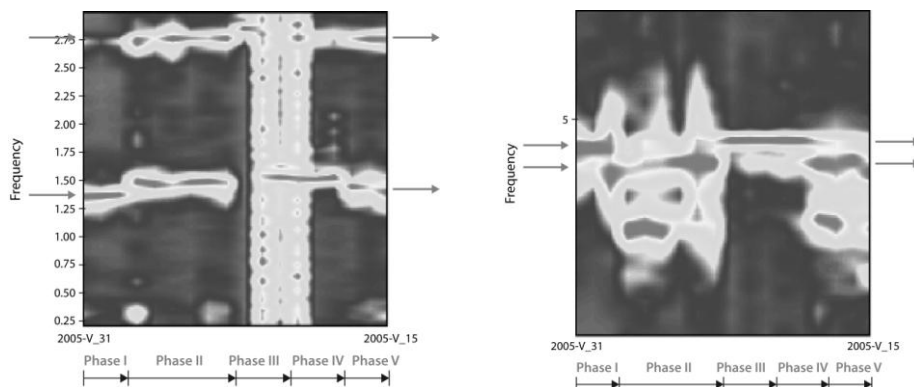 2.75
2.50
2.25
2.00
1.75
1.50
1.25
1.00
0.75
0.50
0.25
Frequency
2005-V_31
2005-V_15
Phase I
Phase II
Phase III
Phase IV
Phase V
5
Frequency
2005-V_31
2005-V_15
Phase I
Phase II
Phase III
Phase IV
Phase V